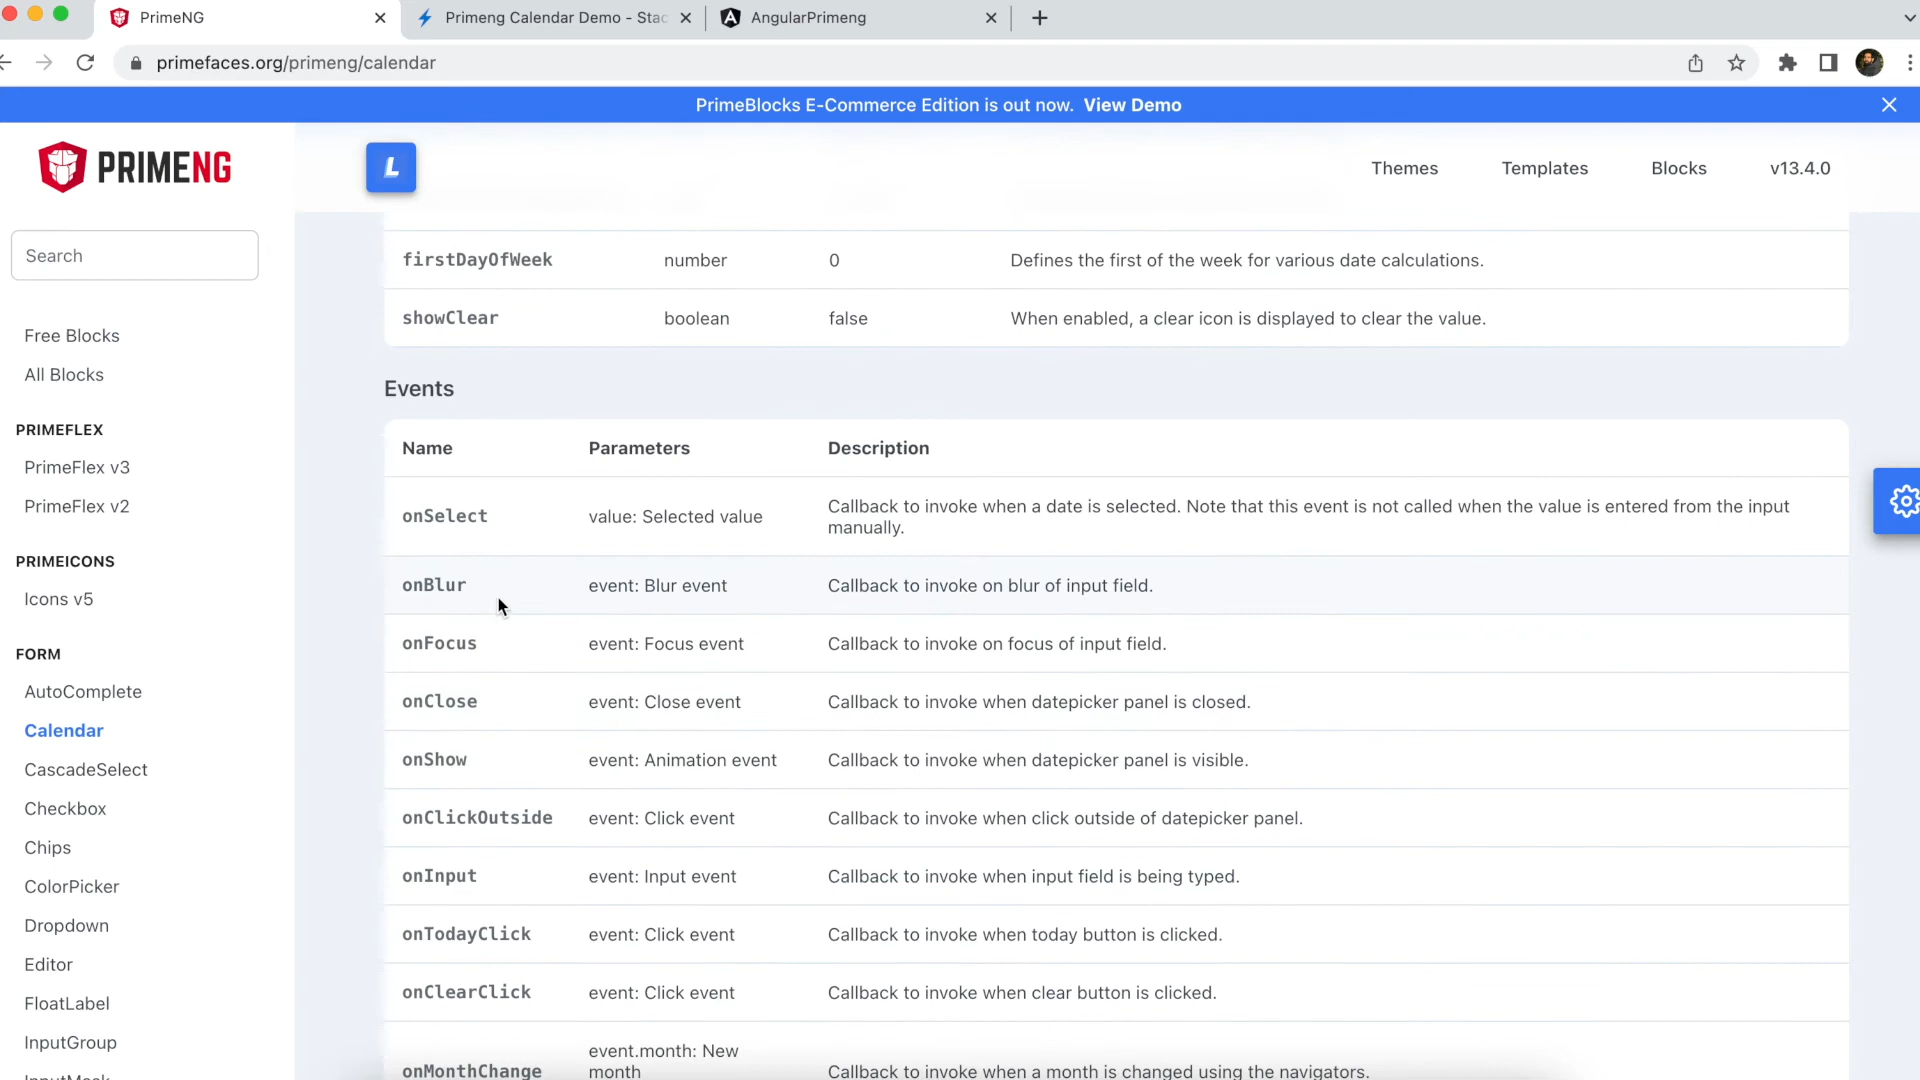 PrimeNG
Primeng Calendar Demo - Stac
AngularPrimeng
primefaces.org/primeng/calendar
PrimeBlocks E-Commerce Edition is out now. View Demo
PRIMENG
L
Themes
Templates
Blocks
v13.4.0
Search
Free Blocks
All Blocks
PRIMEFLEX
PrimeFlex v3
PrimeFlex v2
PRIMEICONS
Icons v5
FORM
AutoComplete
Calendar
CascadeSelect
Checkbox
Chips
ColorPicker
Dropdown
Editor
FloatLabel
InputGroup
InputMask
firstDayOfWeek number 0 Defines the first of the week for various date calculations.
showClear boolean false When enabled, a clear icon is displayed to clear the value.
Events
Name Parameters Description
onSelect value: Selected value Callback to invoke when a date is selected. Note that this event is not called when the value is entered from the input
manually.
onBlur event: Blur event Callback to invoke on blur of input field.
onFocus event: Focus event Callback to invoke on focus of input field.
onClose event: Close event Callback to invoke when datepicker panel is closed.
onShow event: Animation event Callback to invoke when datepicker panel is visible.
onClickOutside event: Click event Callback to invoke when click outside of datepicker panel.
onInput event: Input event Callback to invoke when input field is being typed.
onTodayClick event: Click event Callback to invoke when today button is clicked.
onClearClick event: Click event Callback to invoke when clear button is clicked.
event.month: New
onMonthChange month Callback to invoke when a month is changed using the navigators.